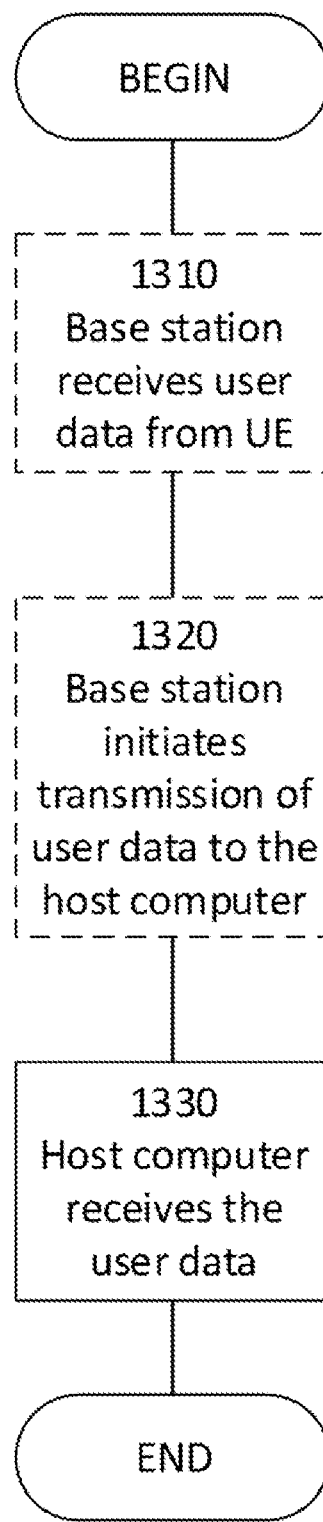 BEGIN
1310
Base station
receives user
data from UE
1320
Base station
initiates
transmission of
user data to the
host computer
1330
Host computer
receives the
user data
END